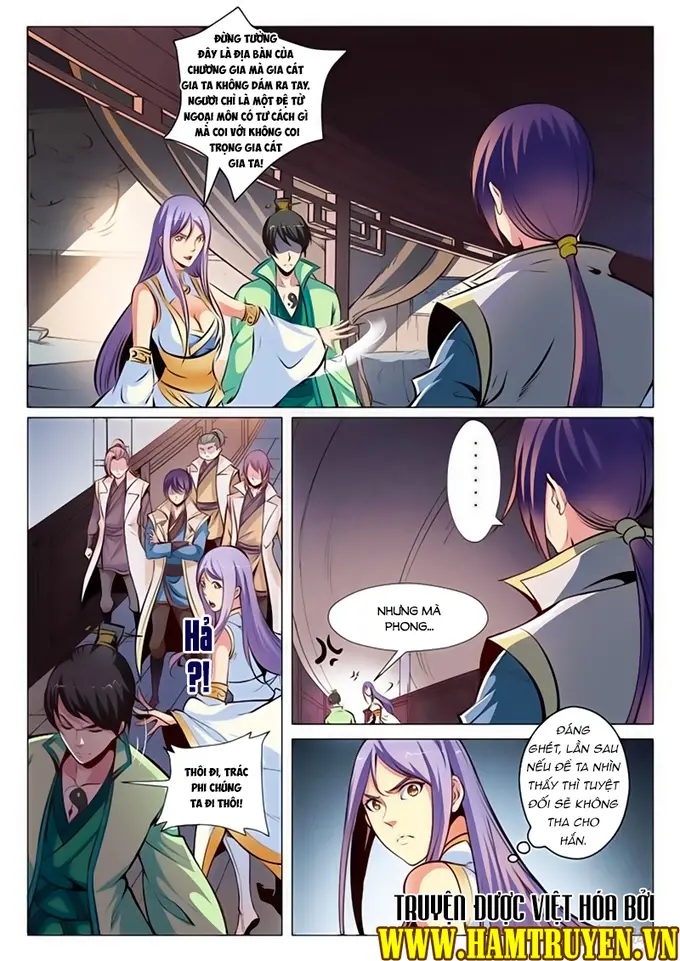 ĐỪNG TƯỞNG
ĐÂY LÀ ĐỊA BÀN CỦA
CHƯƠNG GIA MÀ GIA CÁT
GIA TA KHÔNG DÁM RA TAY.
NGƯƠI CHỈ LÀ MỘT ĐỆ TỬ
NGOẠI MÔN CÓ TƯ CÁCH GÌ
MÀ COI VỚI KHÔNG COI
TRỌNG GIA CÁT
GIA TA!
......
NHƯNG MÀ
PHONG...
HẢ
?!
THÔI ĐI, TRÁC
PHI CHÚNG
TA ĐI THÔI!
ĐÁNG
GHÉT, LẦN SAU
NẾU ĐỂ TA NHÌN
THẤY THÌ TUYỆT
ĐỐI SẼ KHÔNG
THA CHO
HẮN.
TRUYỆN ĐƯỢC VIỆT HÓA BỞI
WWW.HAMTRUYEN.VN